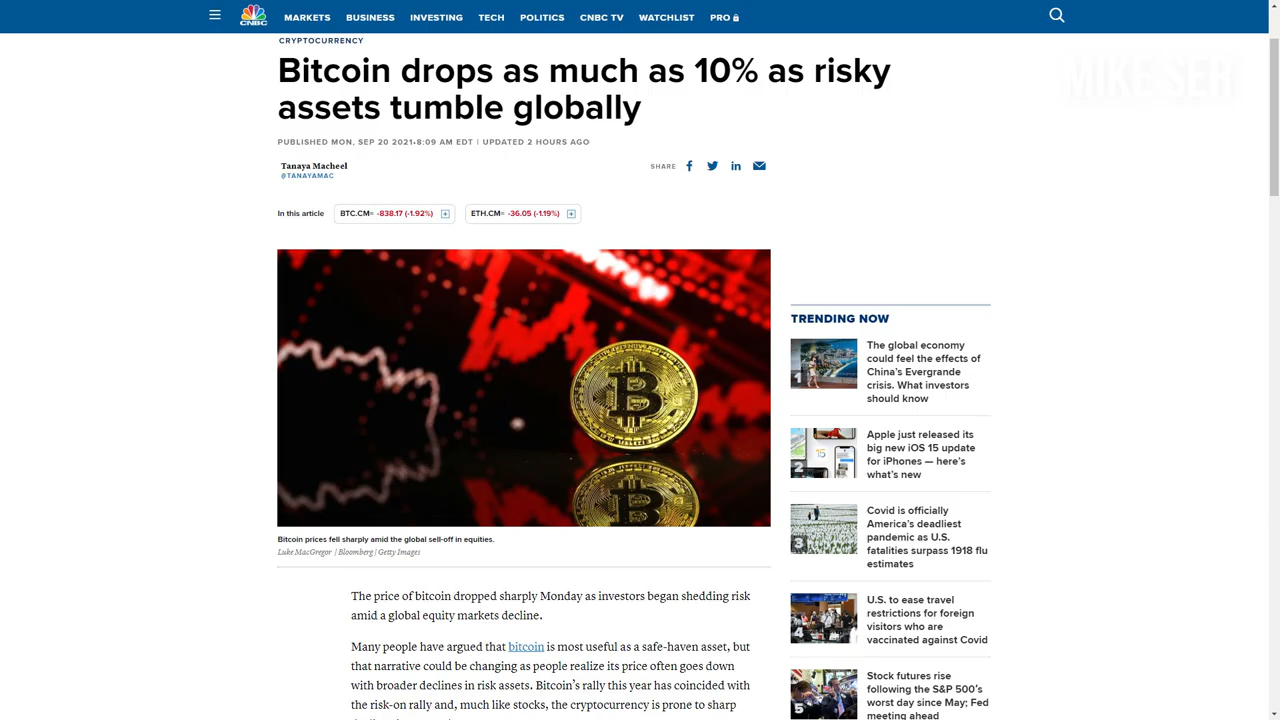 CNBC
MARKETS BUSINESS INVESTING TECH POLITICS CNBC TV WATCHLIST PRO
CRYPTOCURRENCY
Bitcoin drops as much as 10% as risky
assets tumble globally
MIKE SER
PUBLISHED MON, SEP 20 2021•8:09 AM EDT | UPDATED 2 HOURS AGO
Tanaya Macheel
@TANAYAMAC
SHARE
In this article
BTC.CM= -838.17 (-1.92%)
ETH.CM= -36.05 (-1.19%)
Bitcoin prices fell sharply amid the global sell-off in equities.
Luke MacGregor | Bloomberg | Getty Images
The price of bitcoin dropped sharply Monday as investors began shedding risk
amid a global equity markets decline.
Many people have argued that bitcoin is most useful as a safe-haven asset, but
that narrative could be changing as people realize its price often goes down
with broader declines in risk assets. Bitcoin's rally this year has coincided with
the risk-on rally and, much like stocks, the cryptocurrency is prone to sharp
TRENDING NOW
1
The global economy
could feel the effects of
China's Evergrande
crisis. What investors
should know
2
15
Apple just released its
big new iOS 15 update
for iPhones — here's
what's new
3
Covid is officially
America's deadliest
pandemic as U.S.
fatalities surpass 1918 flu
estimates
4
U.S. to ease travel
restrictions for foreign
visitors who are
vaccinated against Covid
5
Stock futures rise
following the S&P 500's
worst day since May; Fed
meeting ahead